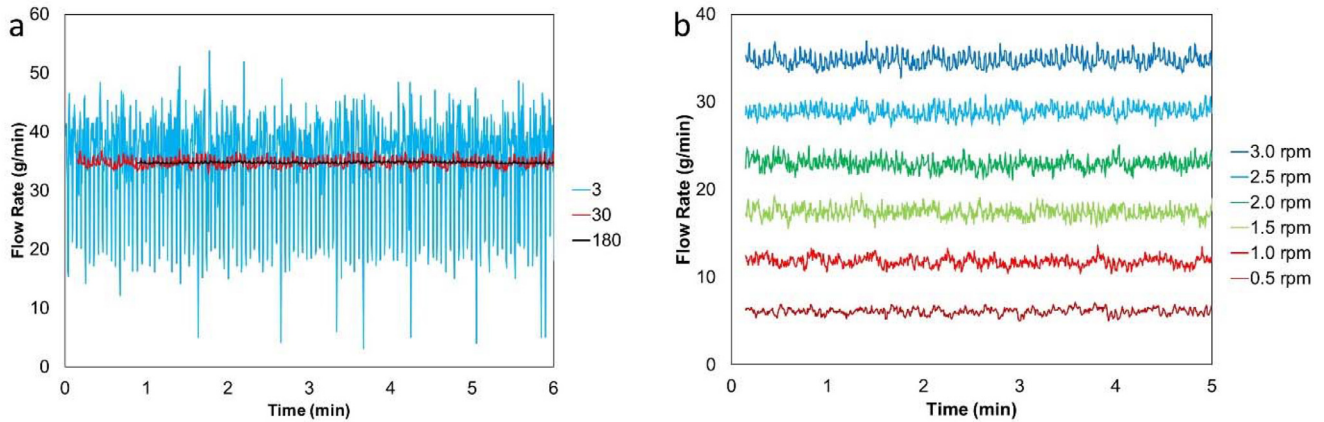 a
60
50
40
30
20
10
0
Flow Rate (g/min)
0 1 2 3 4 5 6
Time (min)
3
30
180
b
40
30
20
10
0
Flow Rate (g/min)
0 1 2 3 4 5
Time (min)
3.0 rpm
2.5 rpm
2.0 rpm
1.5 rpm
1.0 rpm
0.5 rpm